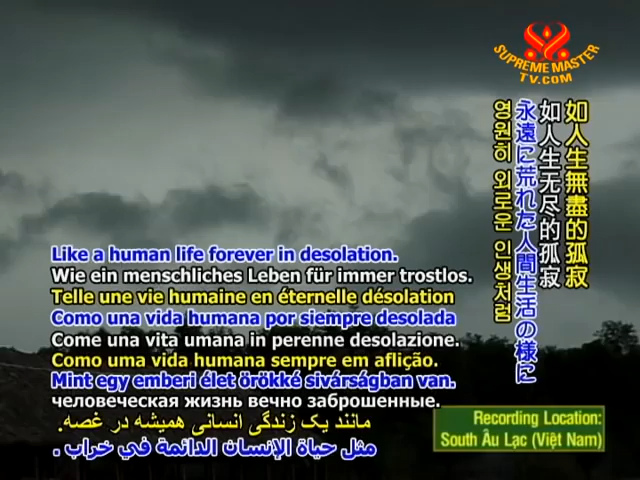 SUPREME MASTER
TV.COM
如人生無盡的孤寂
如人生无尽的孤寂
永遠に荒れた人間生活の様に
영원히 외로운 인생처럼
Like a human life forever in desolation.
Wie ein menschliches Leben für immer trostlos.
Telle une vie humaine en éternelle désolation
Como una vida humana por siempre desolada
Come una vita umana in perenne desolazione.
Como uma vida humana sempre em aflição.
Mint egy emberi élet örökké sivárságban van.
человеческая жизнь вечно заброшенные.
مانند یک زندگی انسانی همیشه در غصه.
مثل حياة الإنسان الدائمة في خراب .
Recording Location:
South Âu Lạc (Việt Nam)